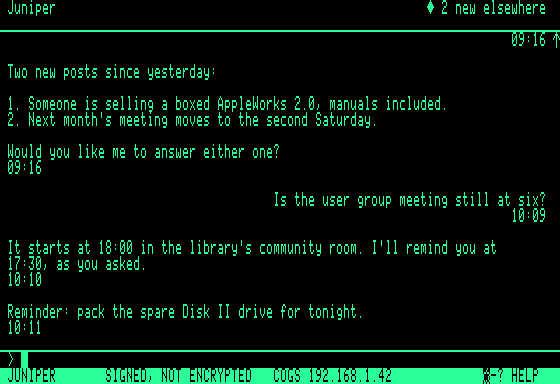 Juniper
♦ 2 new elsewhere
09:16 ↑
Two new posts since yesterday:
1. Someone is selling a boxed AppleWorks 2.0, manuals included.
2. Next month's meeting moves to the second Saturday.
Would you like me to answer either one?
09:16
Is the user group meeting still at six?
10:09
It starts at 18:00 in the library's community room. I'll remind you at
17:30, as you asked.
10:10
Reminder: pack the spare Disk II drive for tonight.
10:11
>
JUNIPER SIGNED, NOT ENCRYPTED COGS 192.168.1.42 -? HELP